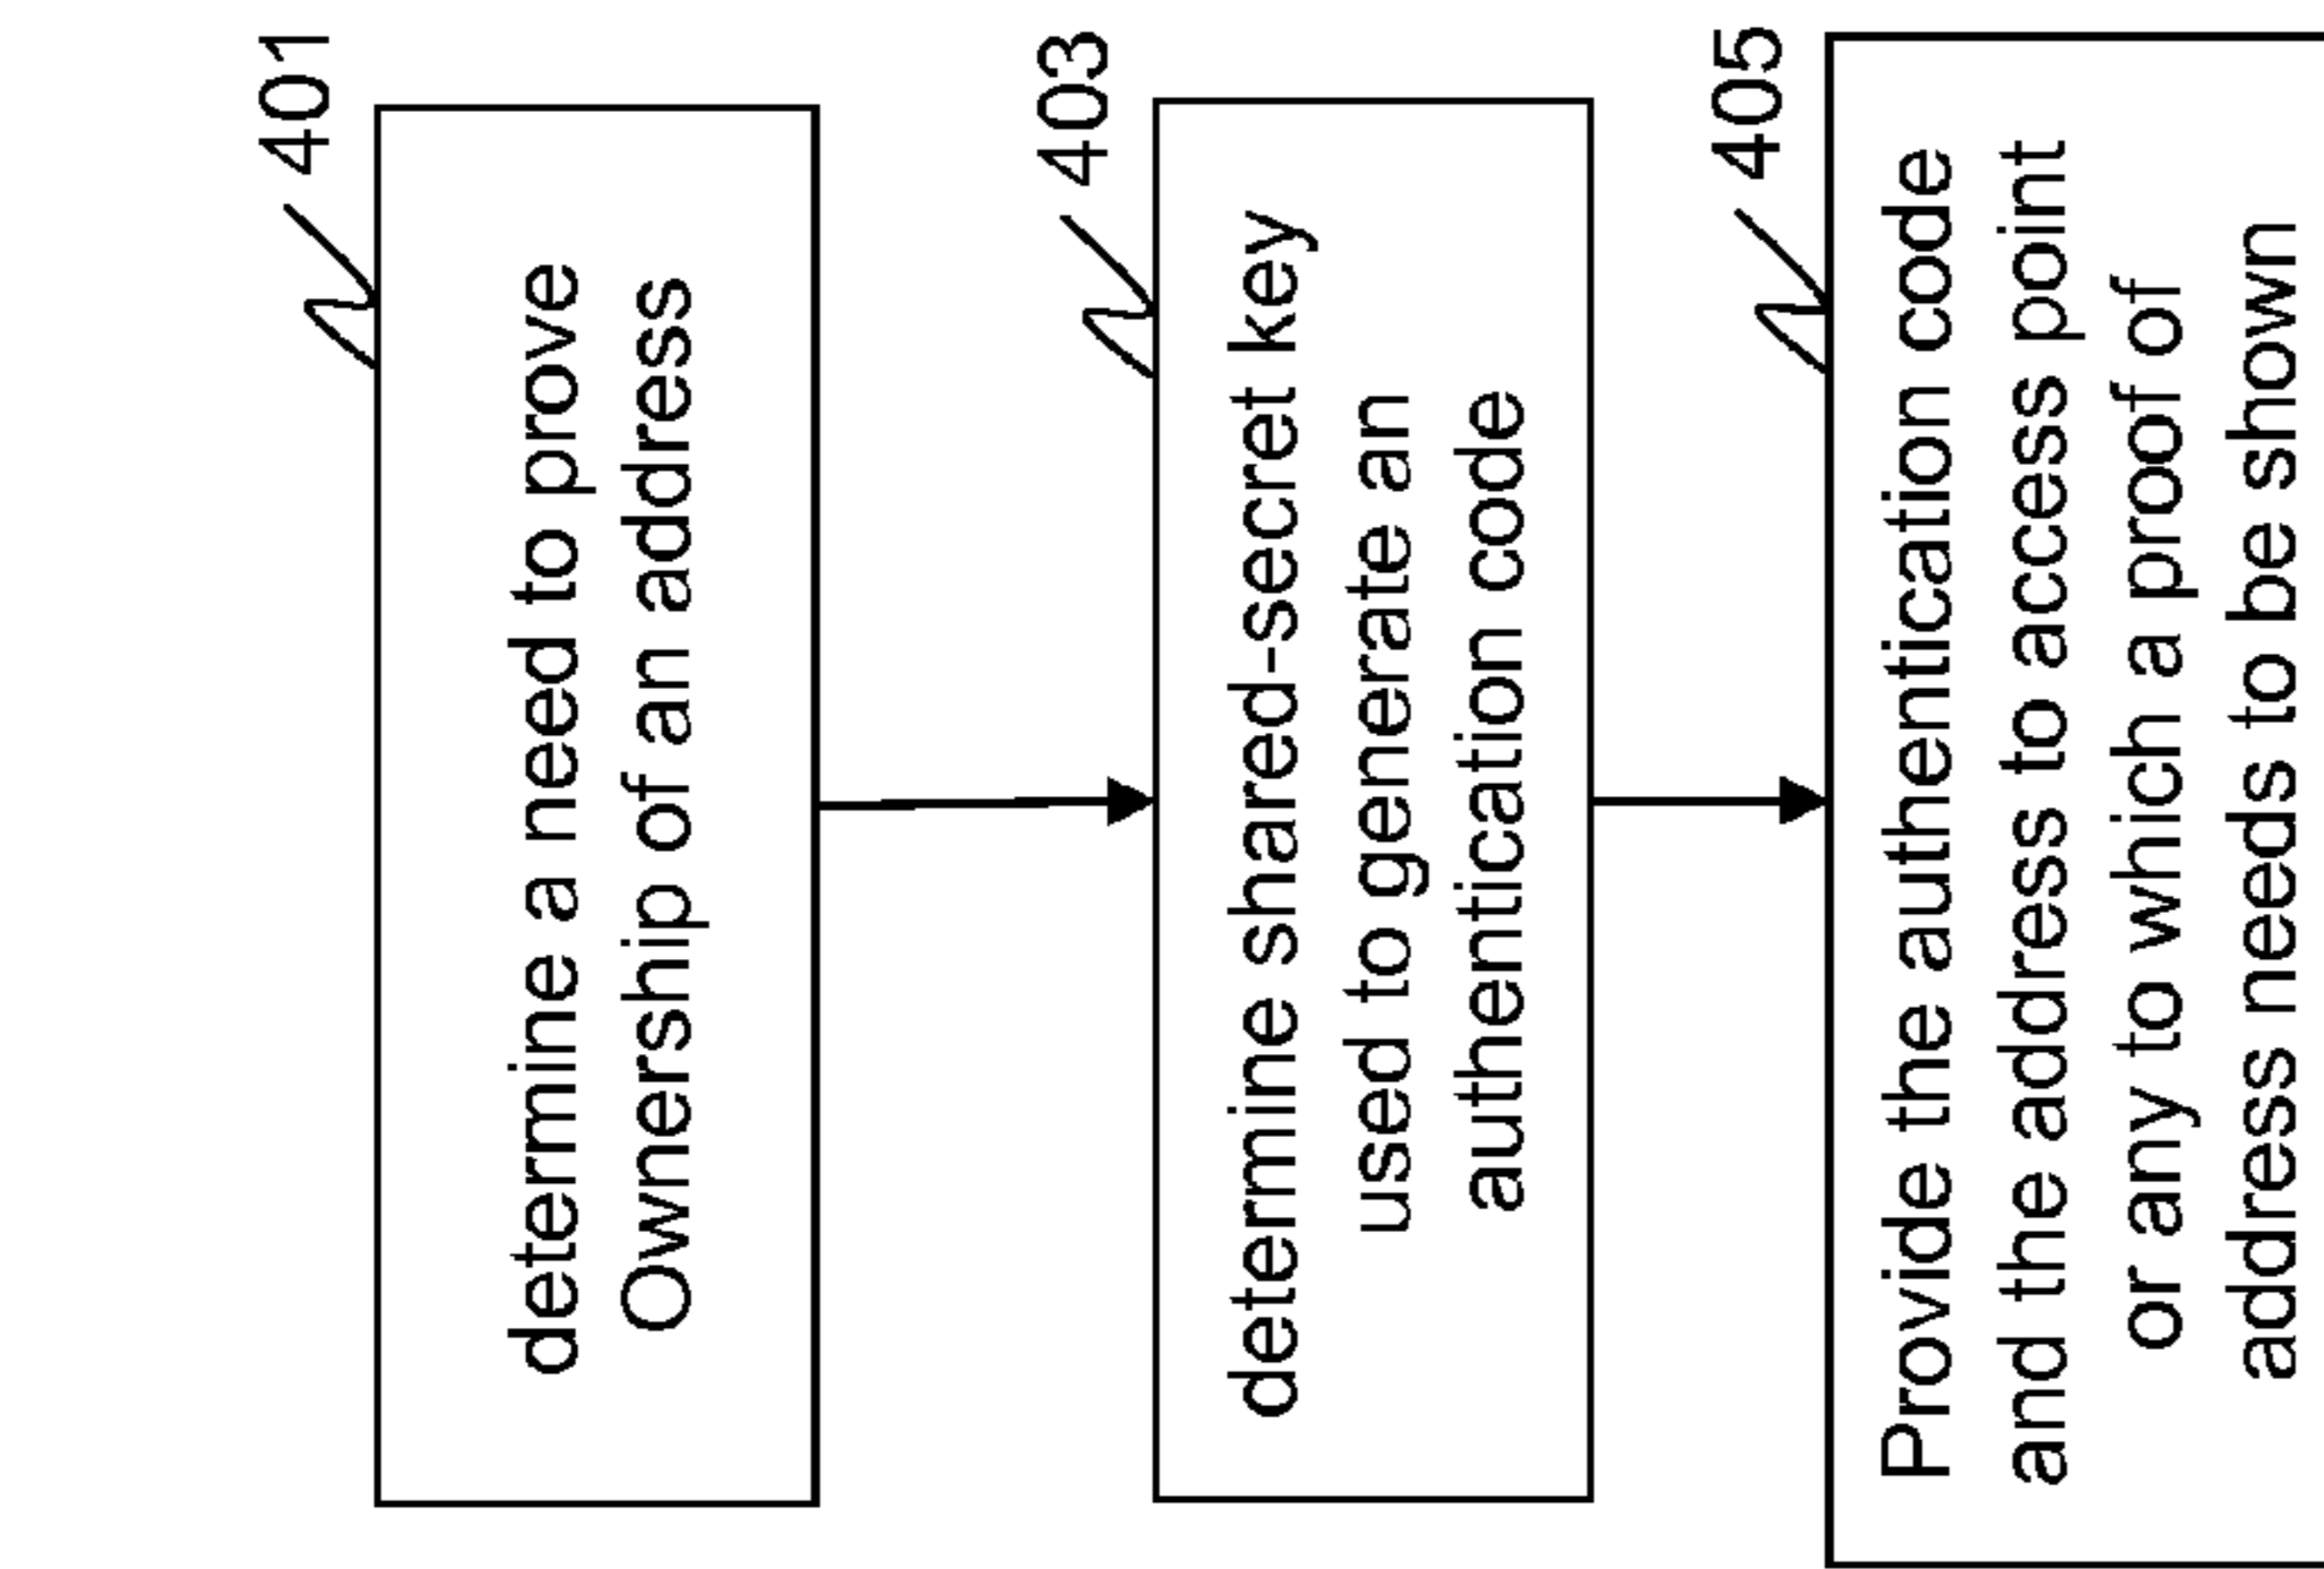 401
determine a need to prove
Ownership of an address
403
determine shared-secret key
used to generate an
authentication code
405
Provide the authentication code
and the address to access point
or any to which a proof of
address needs to be shown